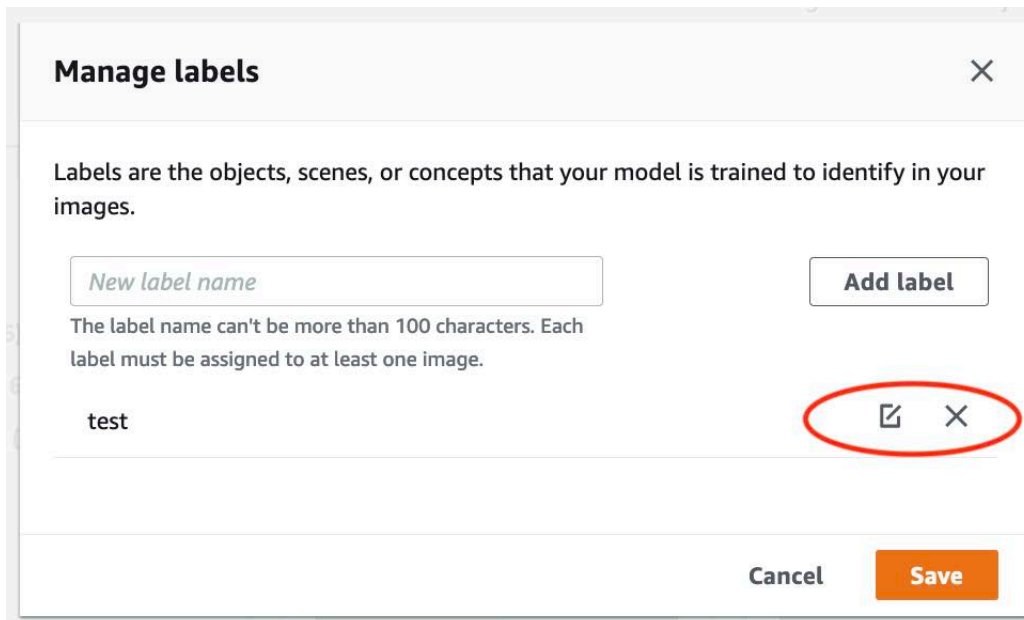 Manage labels
Labels are the objects, scenes, or concepts that your model is trained to identify in your
images.
New label name
Add label
The label name can't be more than 100 characters. Each
label must be assigned to at least one image.
test
Cancel
Save